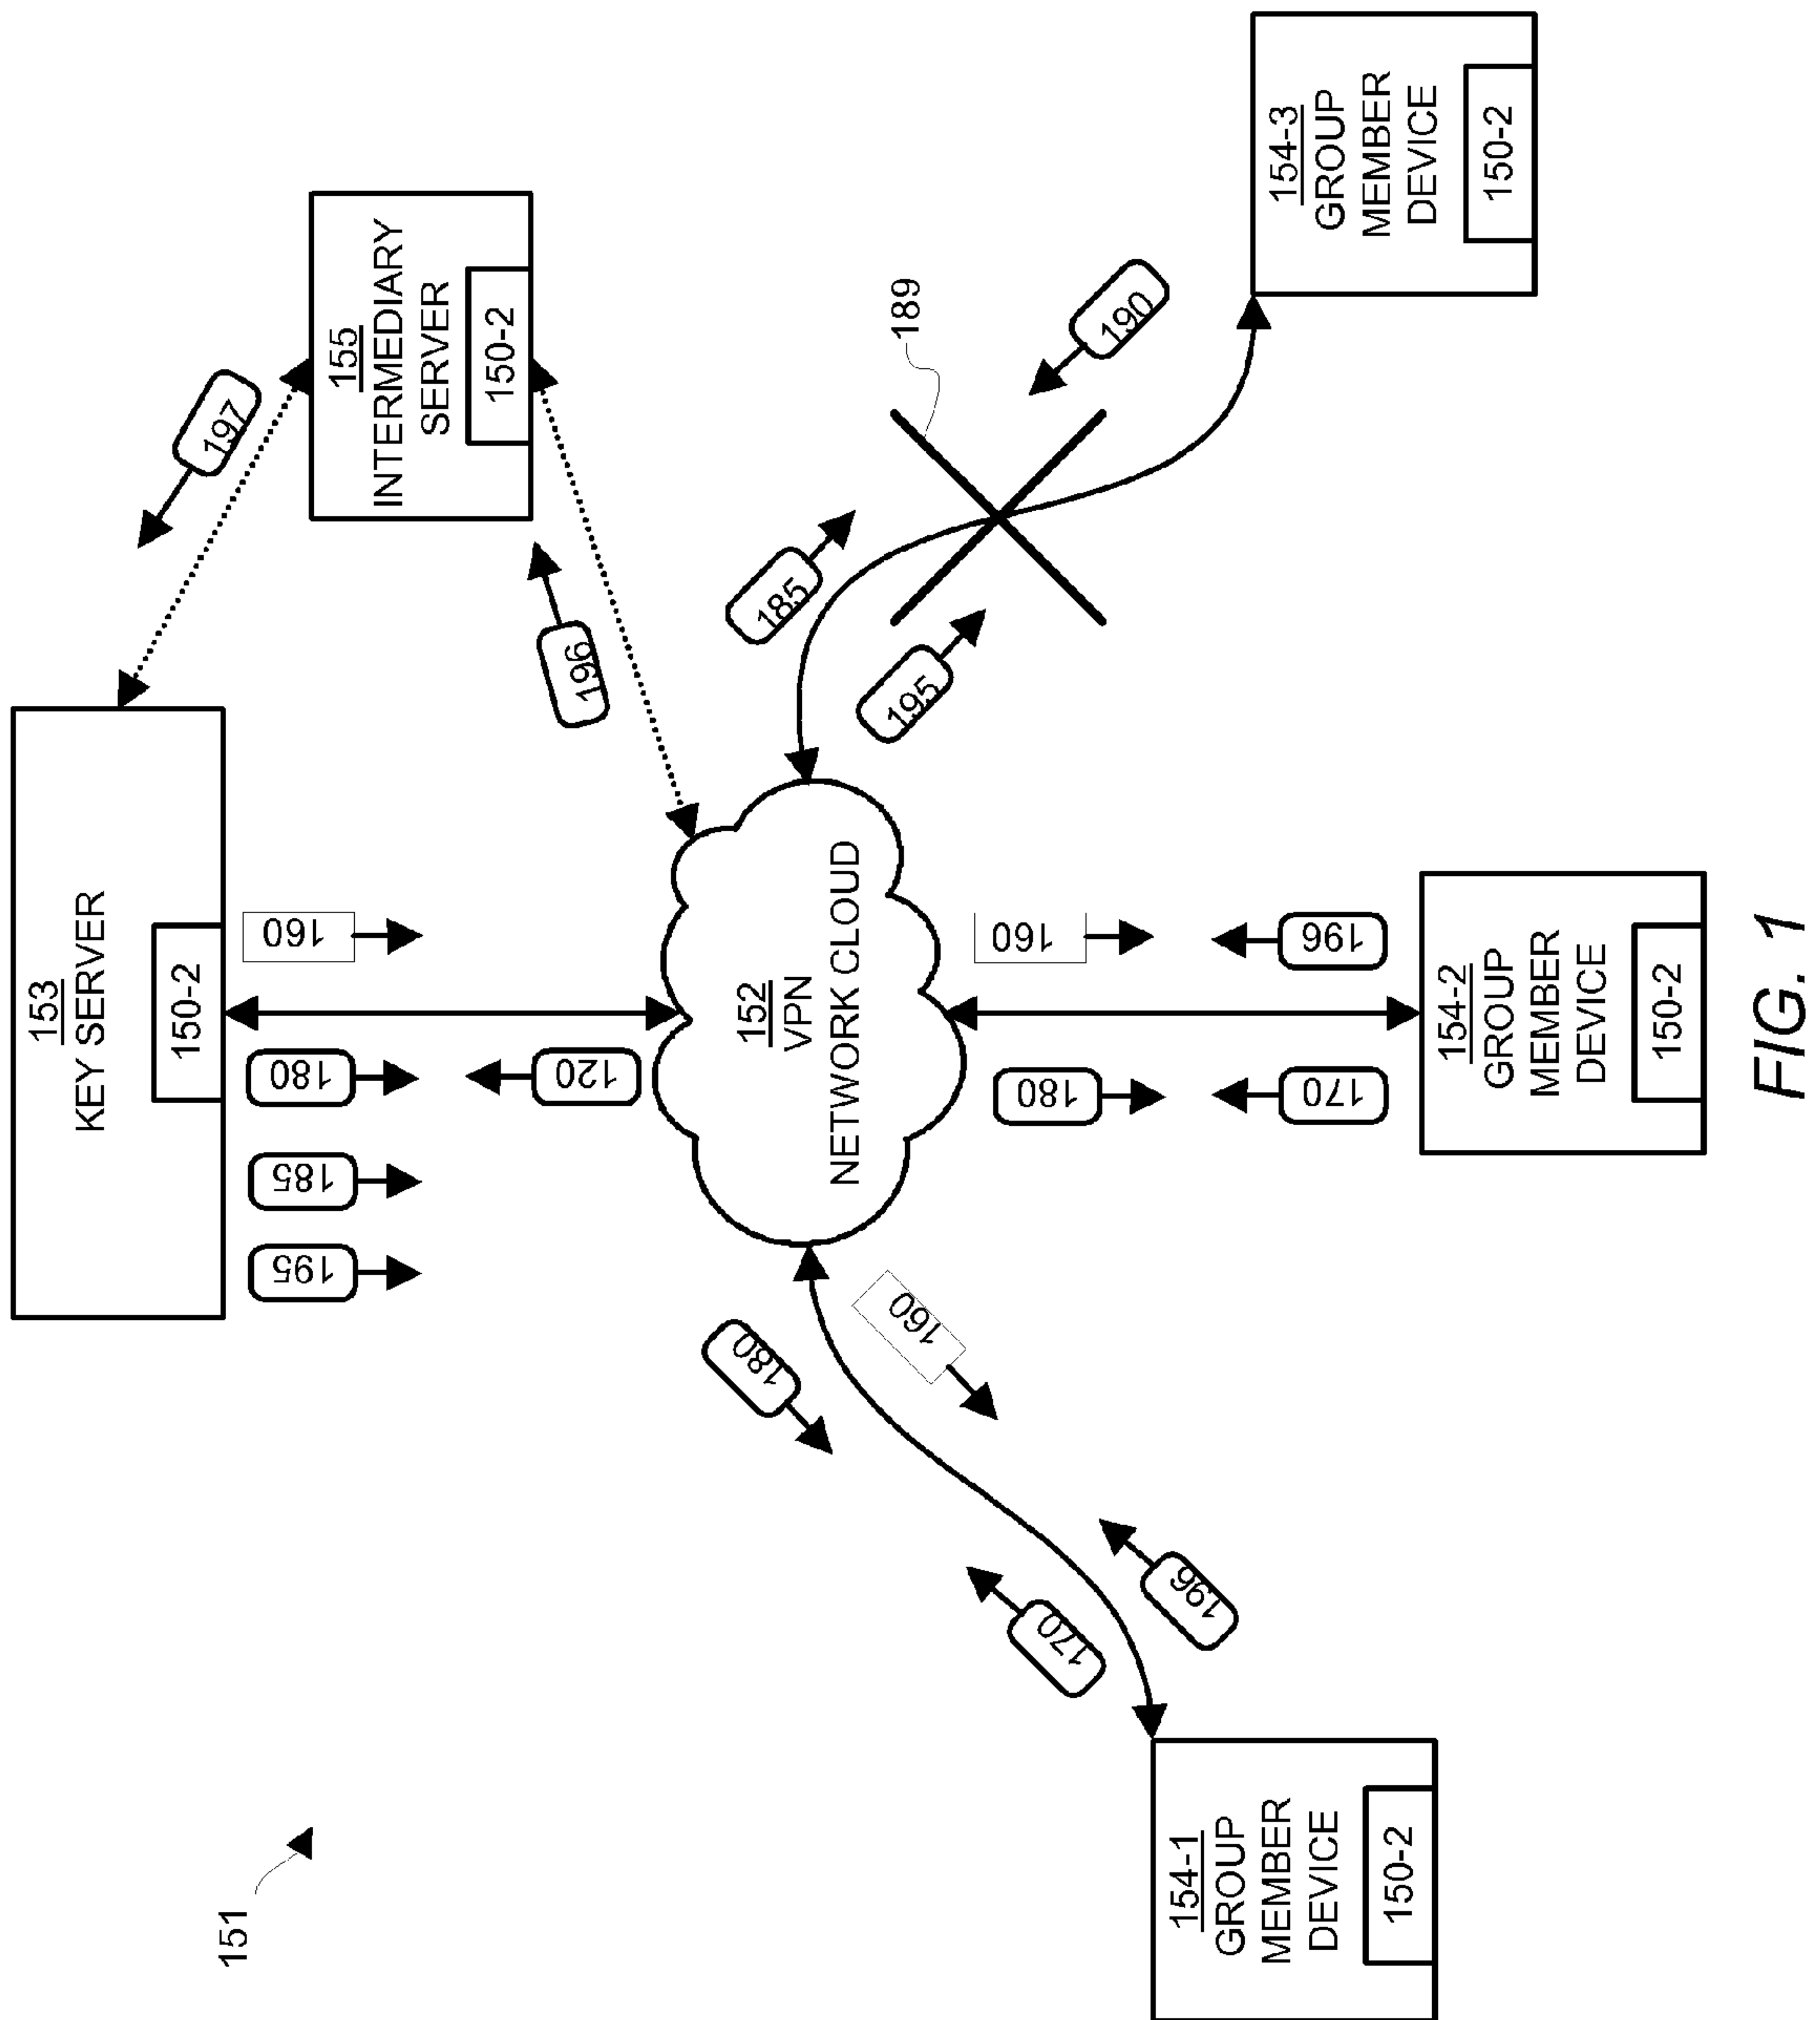 151
153
KEY SERVER
150-2
197
155
INTERMEDIARY
SERVER
150-2
195
185
180
160
120
196
180
185
152
VPN
NETWORK CLOUD
160
195
189
190
170
196
180
160
170
196
154-1
GROUP
MEMBER
DEVICE
150-2
154-2
GROUP
MEMBER
DEVICE
150-2
154-3
GROUP
MEMBER
DEVICE
150-2
FIG. 1